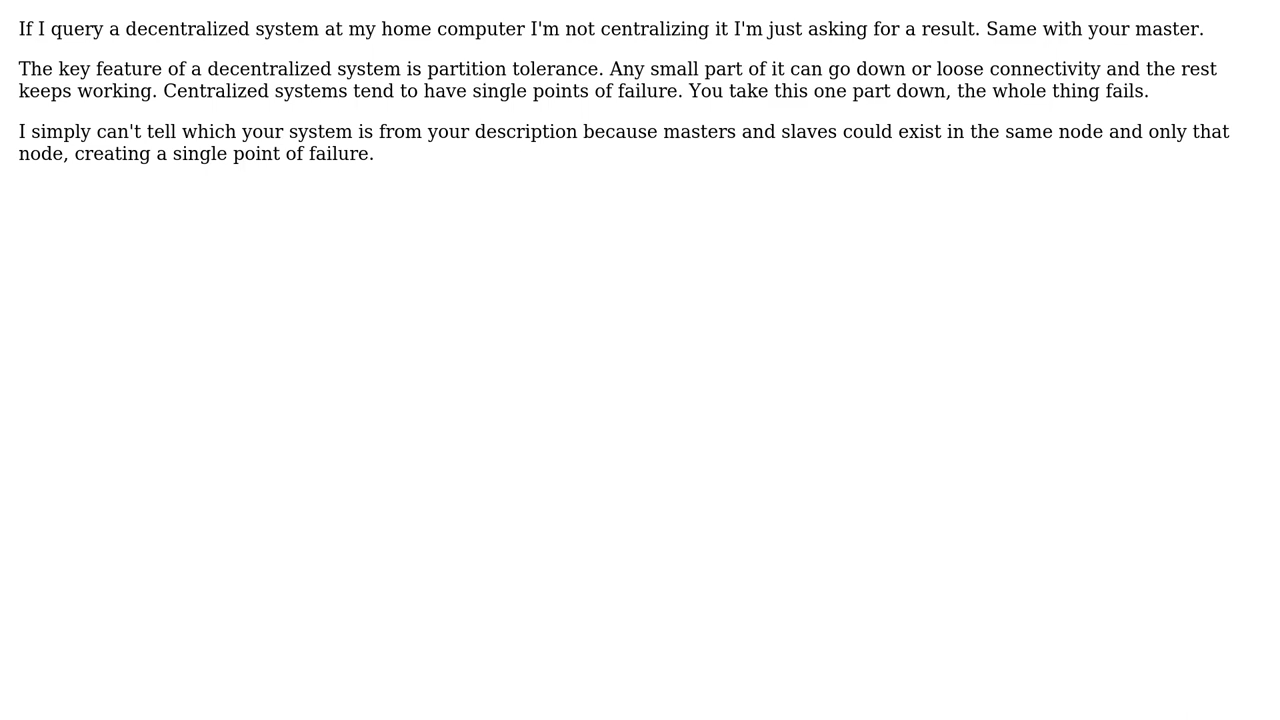 If I query a decentralized system at my home computer I'm not centralizing it I'm just asking for a result. Same with your master.
The key feature of a decentralized system is partition tolerance. Any small part of it can go down or loose connectivity and the rest
keeps working. Centralized systems tend to have single points of failure. You take this one part down, the whole thing fails.
I simply can't tell which your system is from your description because masters and slaves could exist in the same node and only that
node, creating a single point of failure.